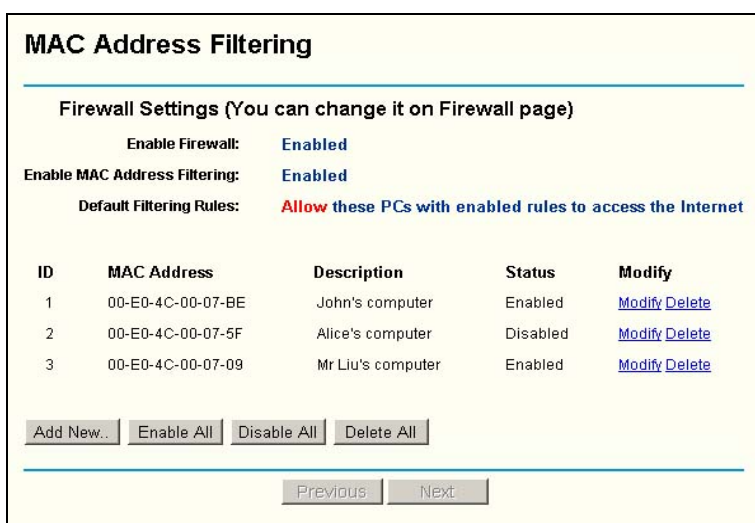 MAC Address Filtering
Firewall Settings (You can change it on Firewall page)
Enable Firewall: Enabled
Enable MAC Address Filtering: Enabled
Default Filtering Rules: Allow these PCs with enabled rules to access the Internet
ID MAC Address Description Status Modify
1 00-E0-4C-00-07-BE John's computer Enabled Modify Delete
2 00-E0-4C-00-07-5F Alice's computer Disabled Modify Delete
3 00-E0-4C-00-07-09 Mr Liu's computer Enabled Modify Delete
Add New.. Enable All Disable All Delete All
Previous Next